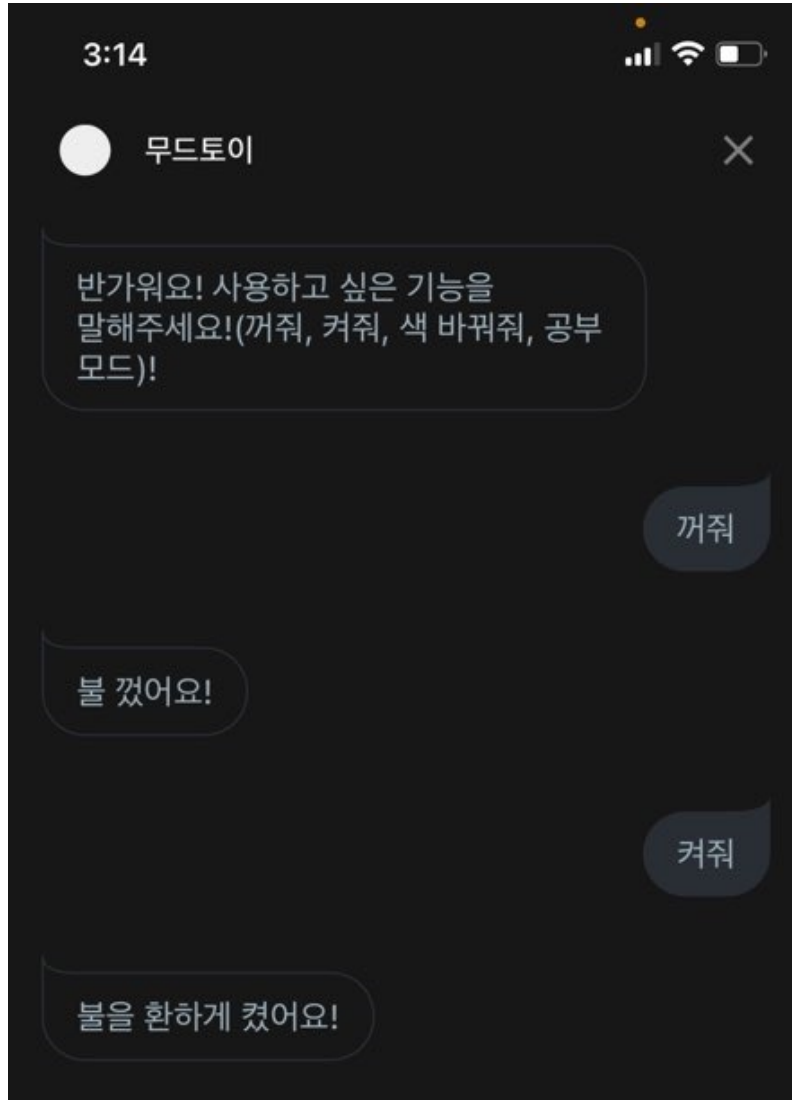 3:14
무드토이
반가워요! 사용하고 싶은 기능을
말해주세요!(꺼줘, 켜줘, 색 바꿔줘, 공부
모드)!
꺼줘
불 껐어요!
켜줘
불을 환하게 켰어요!